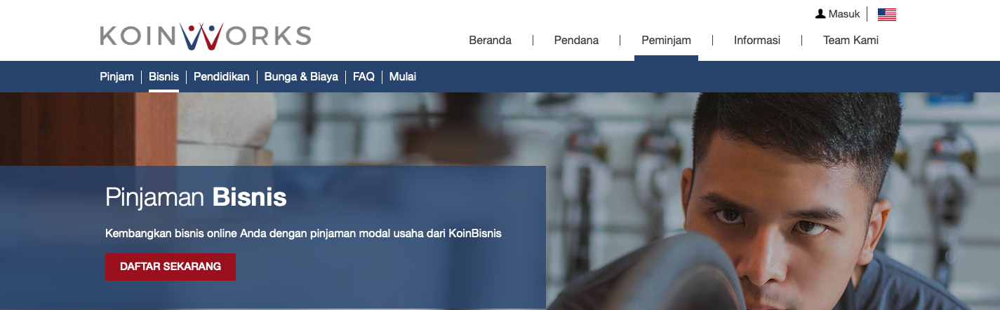 Masuk
KOINWORKS
Beranda Pendana Peminjam Informasi Team Kami
Pinjam Bisnis Pendidikan Bunga & Biaya FAQ Mulai
Pinjaman Bisnis
Kembangkan bisnis online Anda dengan pinjaman modal usaha dari KoinBisnis
DAFTAR SEKARANG